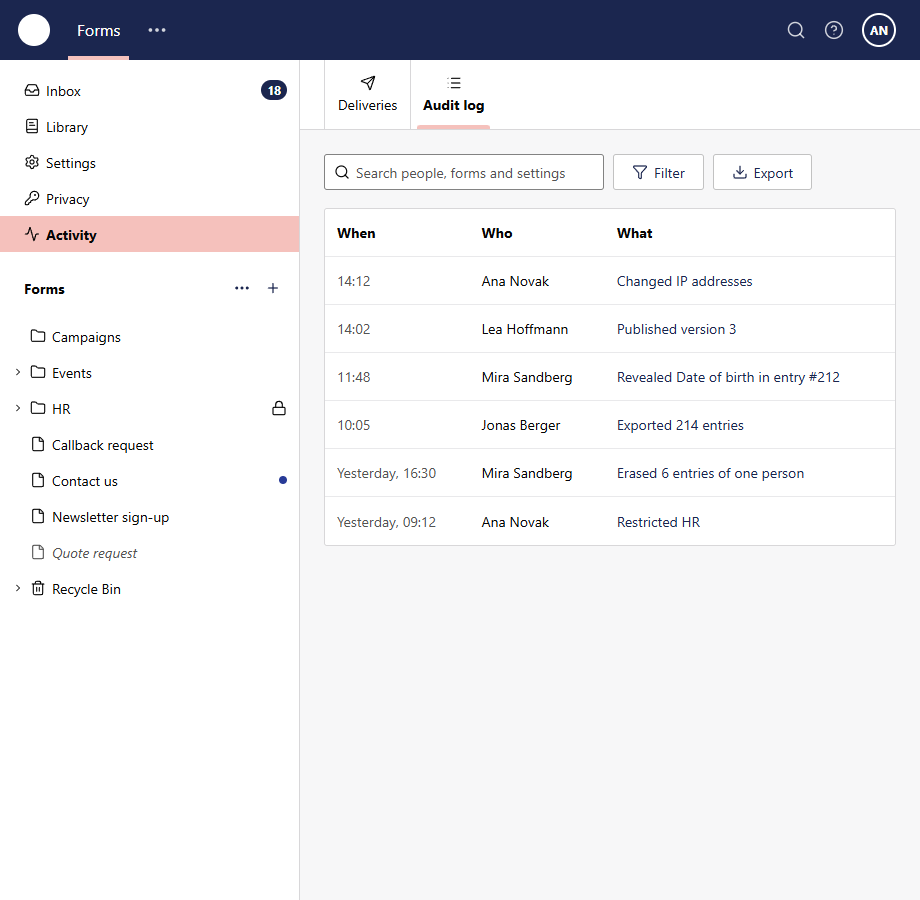 Forms
AN
Inbox 18
Library
Settings
Privacy
Activity
Forms
Campaigns
Events
HR
Callback request
Contact us
Newsletter sign-up
Quote request
Recycle Bin
Deliveries Audit log
Search people, forms and settings Filter Export
When Who What
14:12 Ana Novak Changed IP addresses
14:02 Lea Hoffmann Published version 3
11:48 Mira Sandberg Revealed Date of birth in entry #212
10:05 Jonas Berger Exported 214 entries
Yesterday, 16:30 Mira Sandberg Erased 6 entries of one person
Yesterday, 09:12 Ana Novak Restricted HR